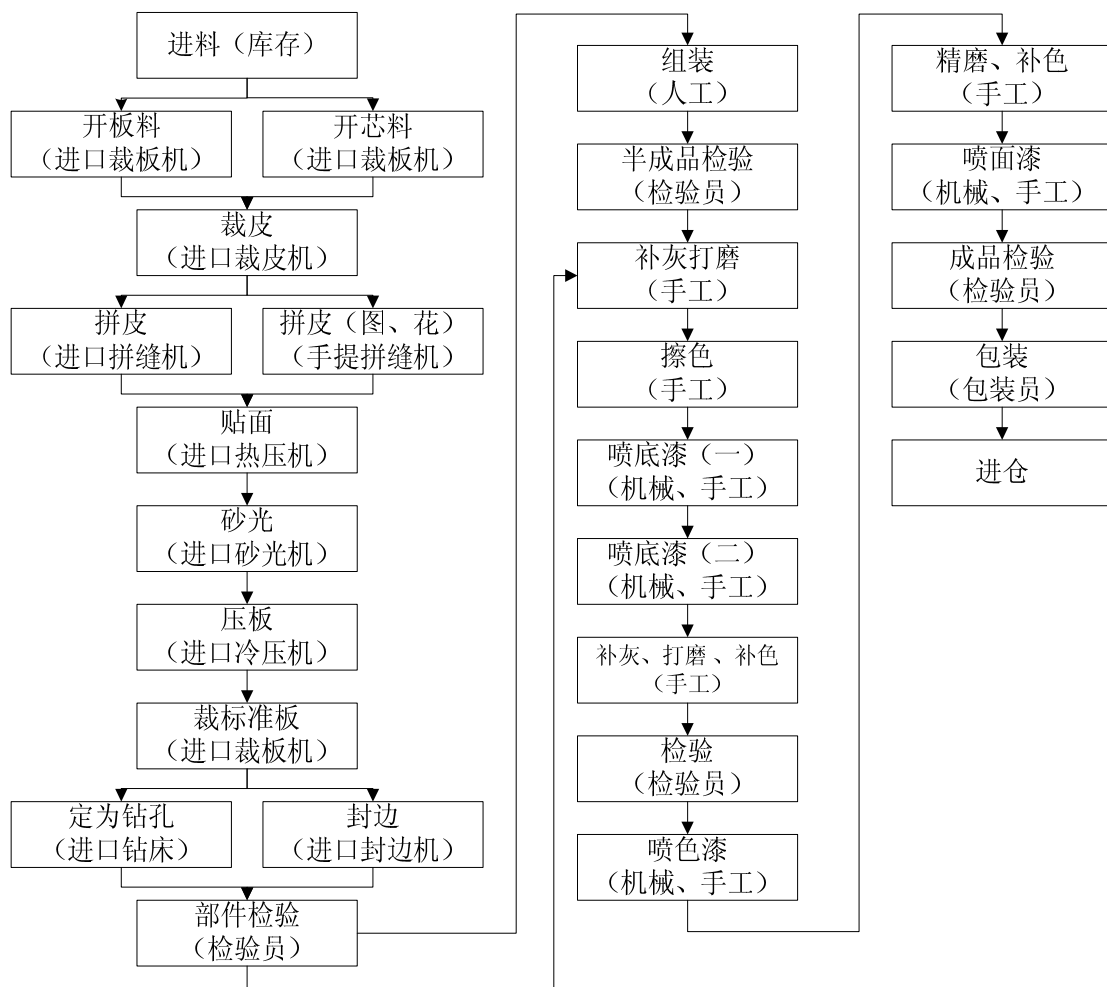 进料（库存）
开板料
（进口裁板机）
开芯料
（进口裁板机）
裁皮
（进口裁皮机）
拼皮
（进口拼缝机）
拼皮（图、花）
（手提拼缝机）
贴面
（进口热压机）
砂光
（进口砂光机）
压板
（进口冷压机）
裁标准板
（进口裁板机）
定为钻孔
（进口钻床）
封边
（进口封边机）
部件检验
（检验员）
组装
（人工）
半成品检验
（检验员）
补灰打磨
（手工）
擦色
（手工）
喷底漆（一）
（机械、手工）
喷底漆（二）
（机械、手工）
补灰、打磨、补色
（手工）
检验
（检验员）
喷色漆
（机械、手工）
精磨、补色
（手工）
喷面漆
（机械、手工）
成品检验
（检验员）
包装
（包装员）
进仓